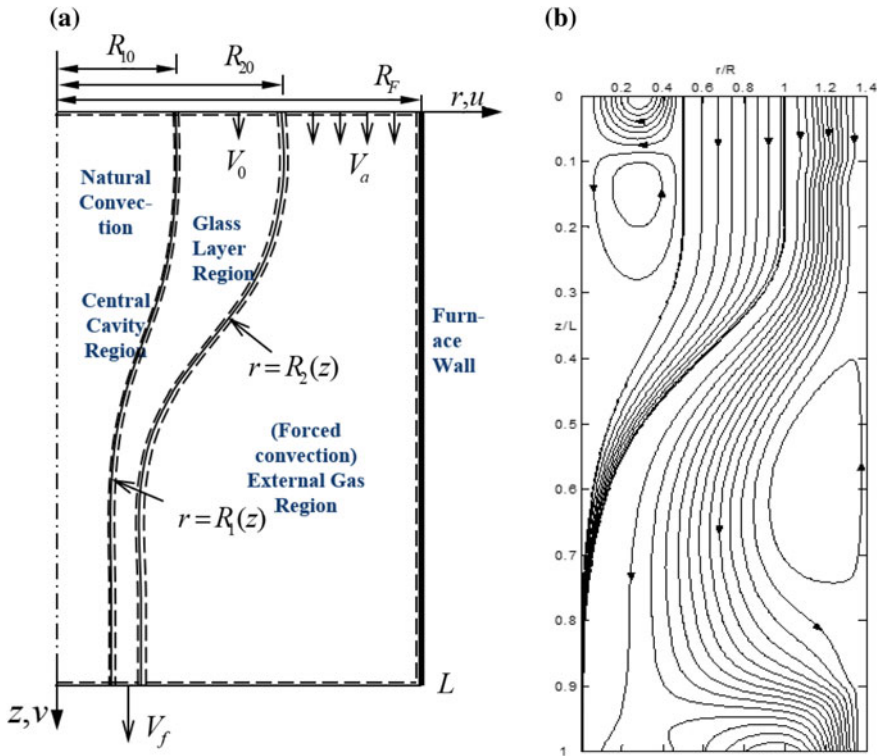 (a)
R10
R20
RF
r,u
V0
Va
Natural
Convec-
tion
Glass
Layer
Region
Central
Cavity
Region
Furn-
ace
Wall
r = R2(z)
(Forced
convection)
External Gas
Region
r = R1(z)
L
z,v
Vf
(b)
r/R
0.2 0.4 0.6 0.8 1 1.2 1.4
0
0.1
0.2
0.3
z/L
0.4
0.5
0.6
0.7
0.8
0.9
1